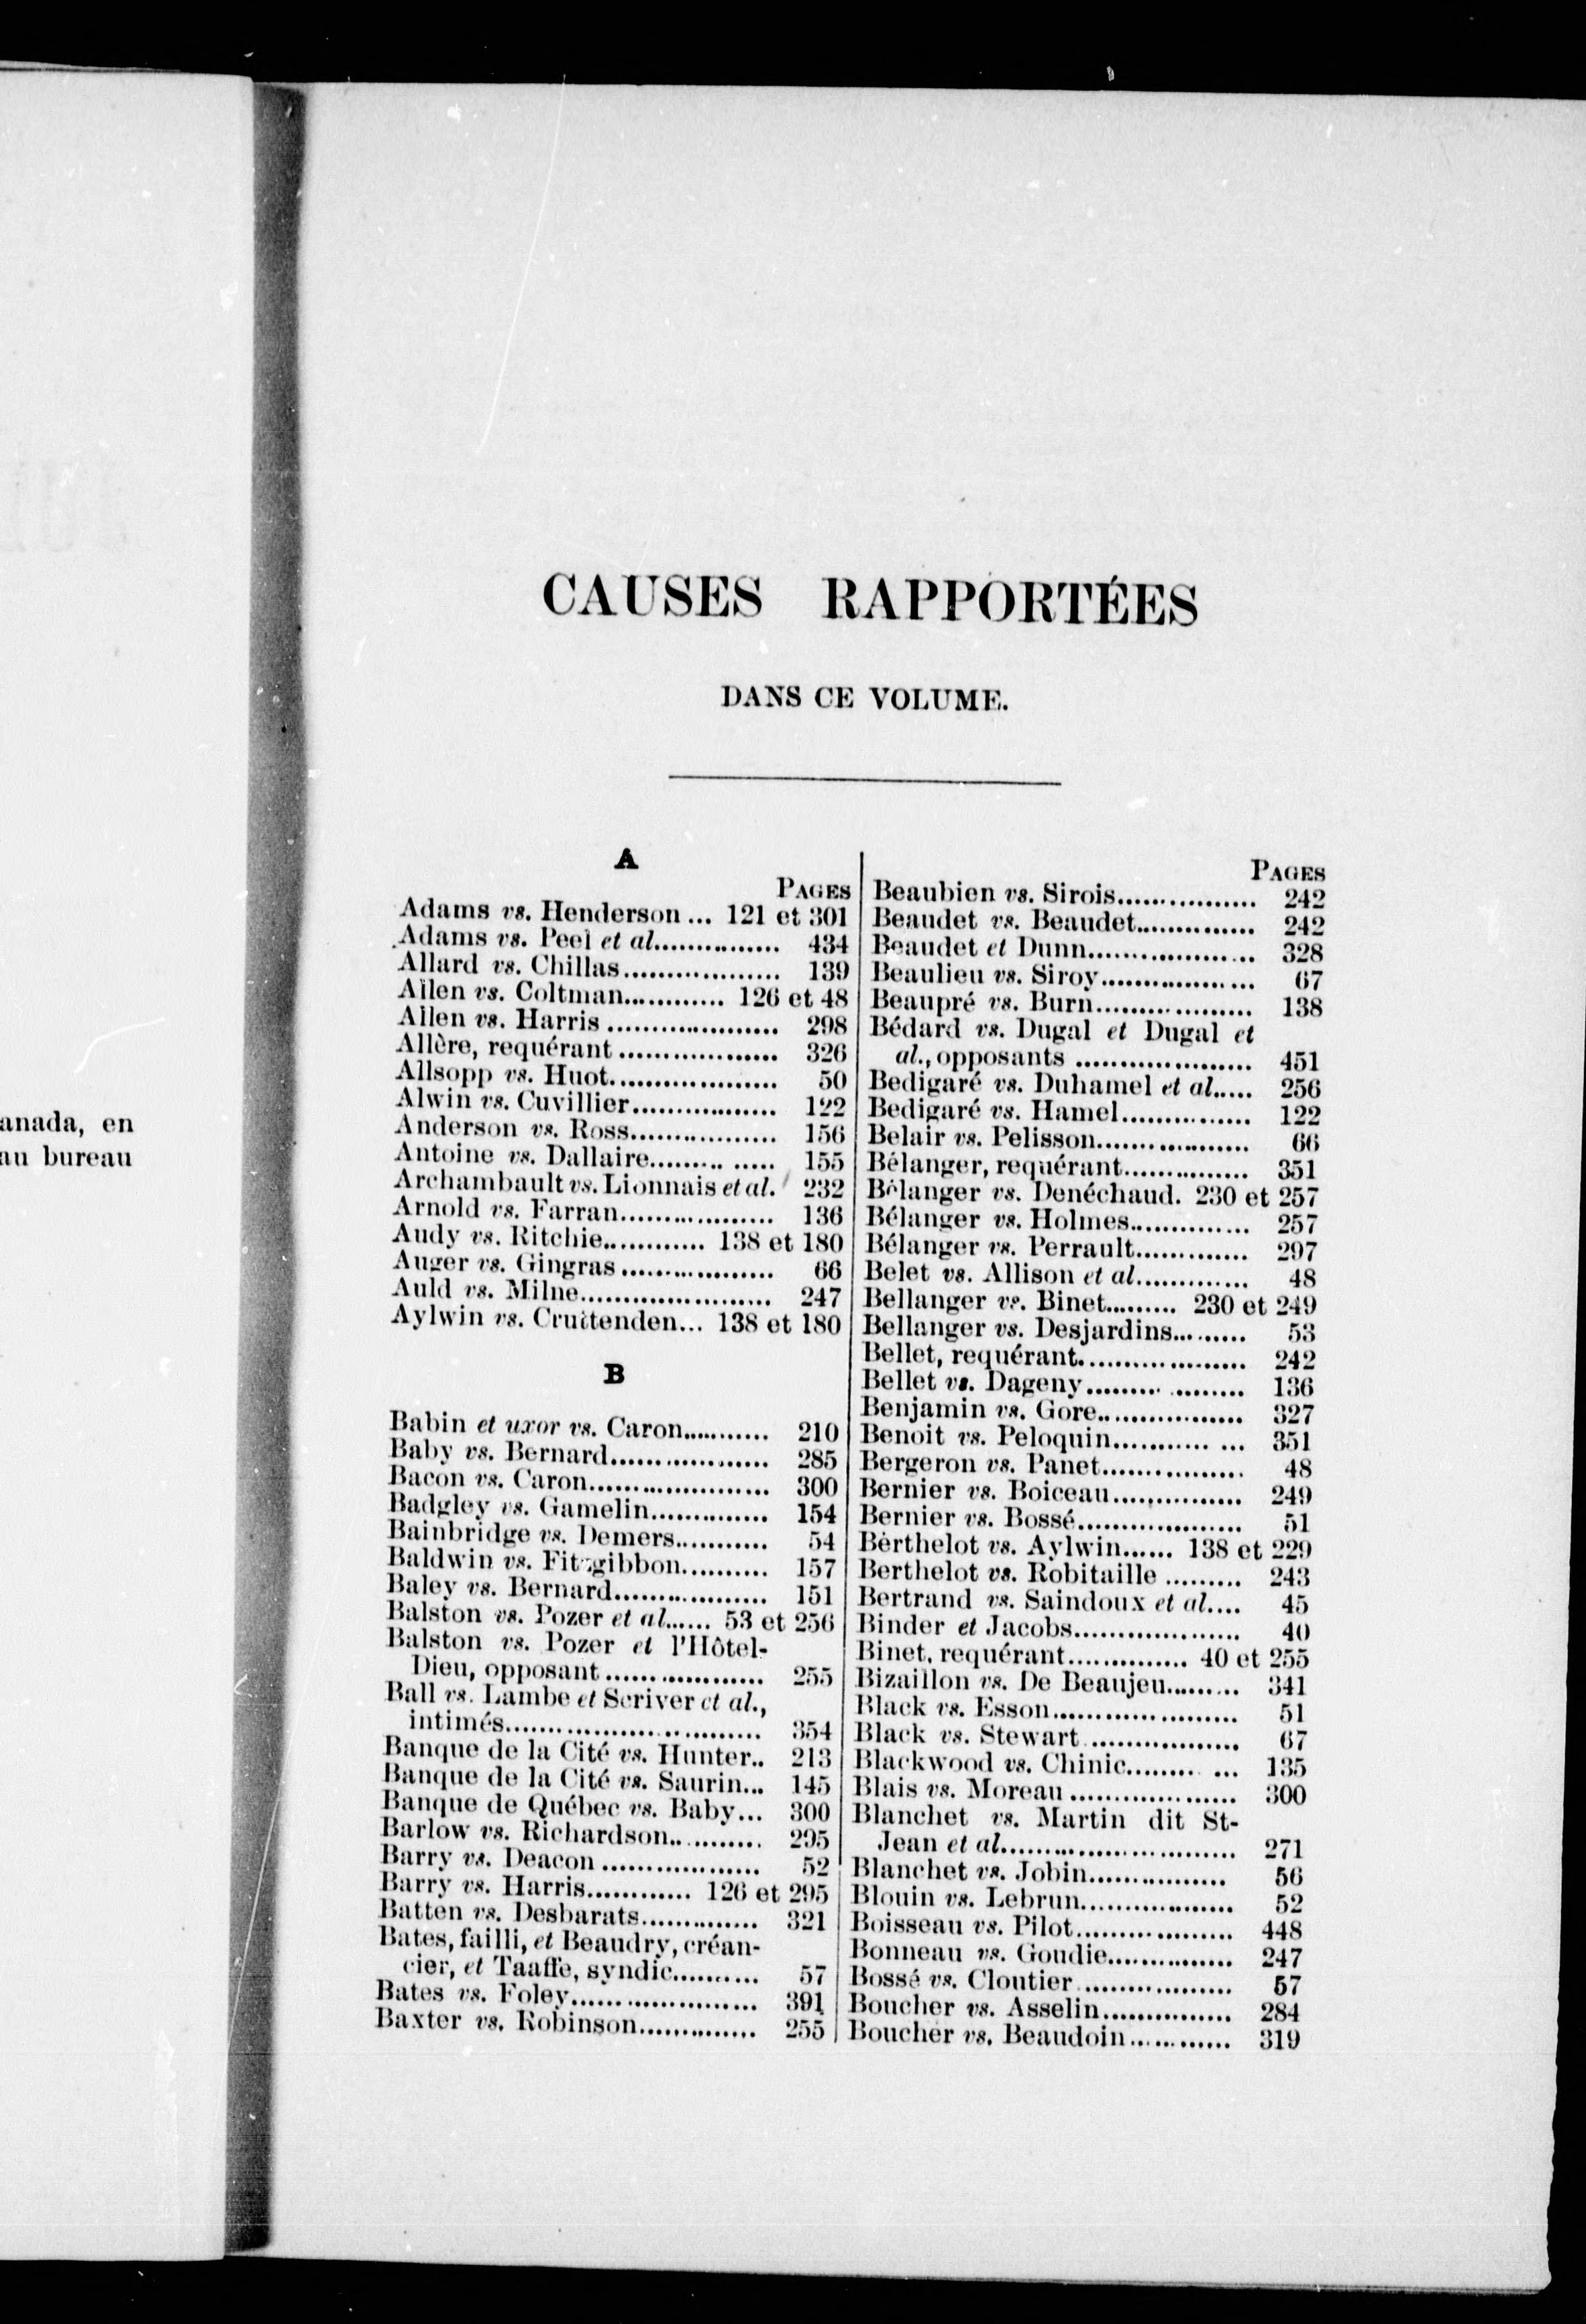 anada, en
au bureau
CAUSES RAPPORTÉES
DANS CE VOLUME.
A
PAGES
Adams vs. Henderson ... 121 et 301
Adams vs. Peel et al............... 434
Allard vs. Chillas.................. 139
Allen vs. Coltman............ 126 et 48
Allen vs. Harris .................... 298
Allère, requérant .................. 326
Allsopp vs. Huot................... 50
Alwin vs. Cuvillier................. 122
Anderson vs. Ross................. 156
Antoine vs. Dallaire......... ..... 155
Archambault vs. Lionnais et al. 232
Arnold vs. Farran.................. 136
Audy vs. Ritchie............ 138 et 180
Auger vs. Gingras .................. 66
Auld vs. Milne...................... 247
Aylwin vs. Cruttenden... 138 et 180
B
Babin et uxor vs. Caron........... 210
Baby vs. Bernard................... 285
Bacon vs. Caron..................... 300
Badgley vs. Gamelin.............. 154
Bainbridge vs. Demers........... 54
Baldwin vs. Fitzgibbon.......... 157
Baley vs. Bernard.................. 151
Balston vs. Pozer et al...... 53 et 256
Balston vs. Pozer et l'Hôtel-
Dieu, opposant .................. 255
Ball vs. Lambe et Scriver et al.,
intimés............................. 354
Banque de la Cité vs. Hunter.. 213
Banque de la Cité vs. Saurin... 145
Banque de Québec vs. Baby... 300
Barlow vs. Richardson........... 295
Barry vs. Deacon .................. 52
Barry vs. Harris............ 126 et 295
Batten vs. Desbarats.............. 321
Bates, failli, et Beaudry, créan-
cier, et Taaffe, syndic.......... 57
Bates vs. Foley..................... 391
Baxter vs. Robinson.............. 255
PAGES
Beaubien vs. Sirois................ 242
Beaudet vs. Beaudet.............. 242
Beaudet et Dunn................... 328
Beaulieu vs. Siroy................. 67
Beaupré vs. Burn.................. 138
Bédard vs. Dugal et Dugal et
al., opposants .................... 451
Bedigaré vs. Duhamel et al..... 256
Bedigaré vs. Hamel............... 122
Belair vs. Pelisson................. 66
Bélanger, requérant............... 351
Bélanger vs. Denéchaud. 230 et 257
Bélanger vs. Holmes.............. 257
Bélanger vs. Perrault............. 297
Belet vs. Allison et al............. 48
Bellanger vs. Binet......... 230 et 249
Bellanger vs. Desjardins......... 53
Bellet, requérant................... 242
Bellet vs. Dageny......... ......... 136
Benjamin vs. Gore................. 327
Benoit vs. Peloquin........... ... 351
Bergeron vs. Panet................ 48
Bernier vs. Boiceau............... 249
Bernier vs. Bossé................... 51
Berthelot vs. Aylwin...... 138 et 229
Berthelot vs. Robitaille ......... 243
Bertrand vs. Saindoux et al.... 45
Binder et Jacobs................... 40
Binet, requérant.............. 40 et 255
Bizaillon vs. De Beaujeu......... 341
Black vs. Esson..................... 51
Black vs. Stewart ................. 67
Blackwood vs. Chinic........ ... 135
Blais vs. Moreau ................... 300
Blanchet vs. Martin dit St-
Jean et al.......................... 271
Blanchet vs. Jobin................ 56
Blouin vs. Lebrun.................. 52
Boisseau vs. Pilot.................. 448
Bonneau vs. Goudie.............. 247
Bossé vs. Cloutier ................. 57
Boucher vs. Asselin............... 284
Boucher vs. Beaudoin............ 319